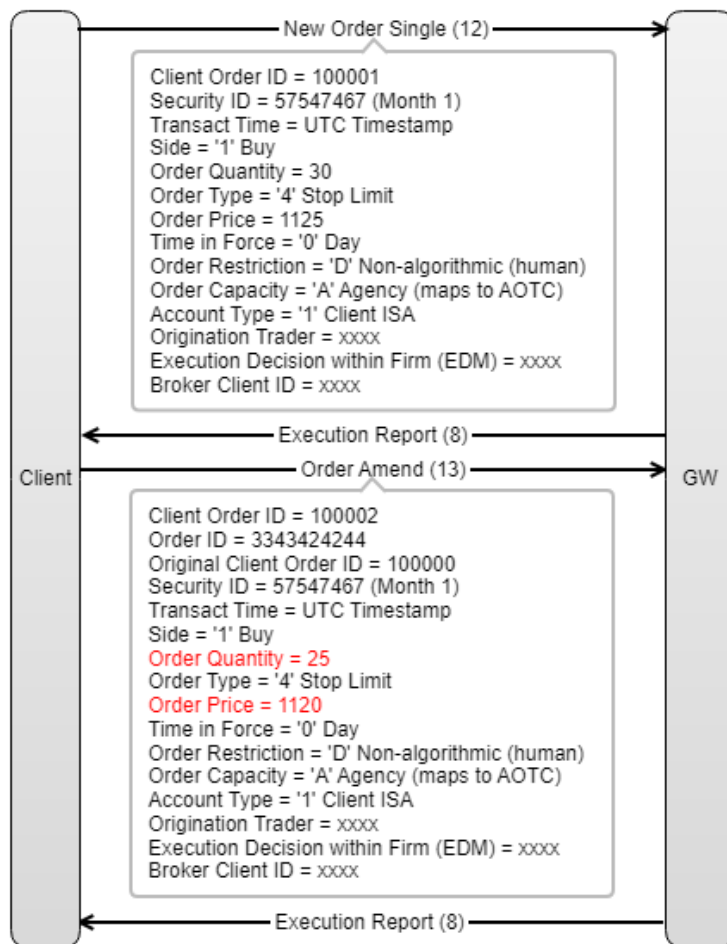 New Order Single (12)
Client Order ID = 100001
Security ID = 57547467 (Month 1)
Transact Time = UTC Timestamp
Side = '1' Buy
Order Quantity = 30
Order Type = '4' Stop Limit
Order Price = 1125
Time in Force = '0' Day
Order Restriction = 'D' Non-algorithmic (human)
Order Capacity = 'A' Agency (maps to AOTC)
Account Type = '1' Client ISA
Origination Trader = xxxx
Execution Decision within Firm (EDM) = xxxx
Broker Client ID = xxxx
Execution Report (8)
Order Amend (13)
Client
GW
Client Order ID = 100002
Order ID = 3343424244
Original Client Order ID = 100000
Security ID = 57547467 (Month 1)
Transact Time = UTC Timestamp
Side = '1' Buy
Order Quantity = 25
Order Type = '4' Stop Limit
Order Price = 1120
Time in Force = '0' Day
Order Restriction = 'D' Non-algorithmic (human)
Order Capacity = 'A' Agency (maps to AOTC)
Account Type = '1' Client ISA
Origination Trader = xxxx
Execution Decision within Firm (EDM) = xxxx
Broker Client ID = xxxx
Execution Report (8)